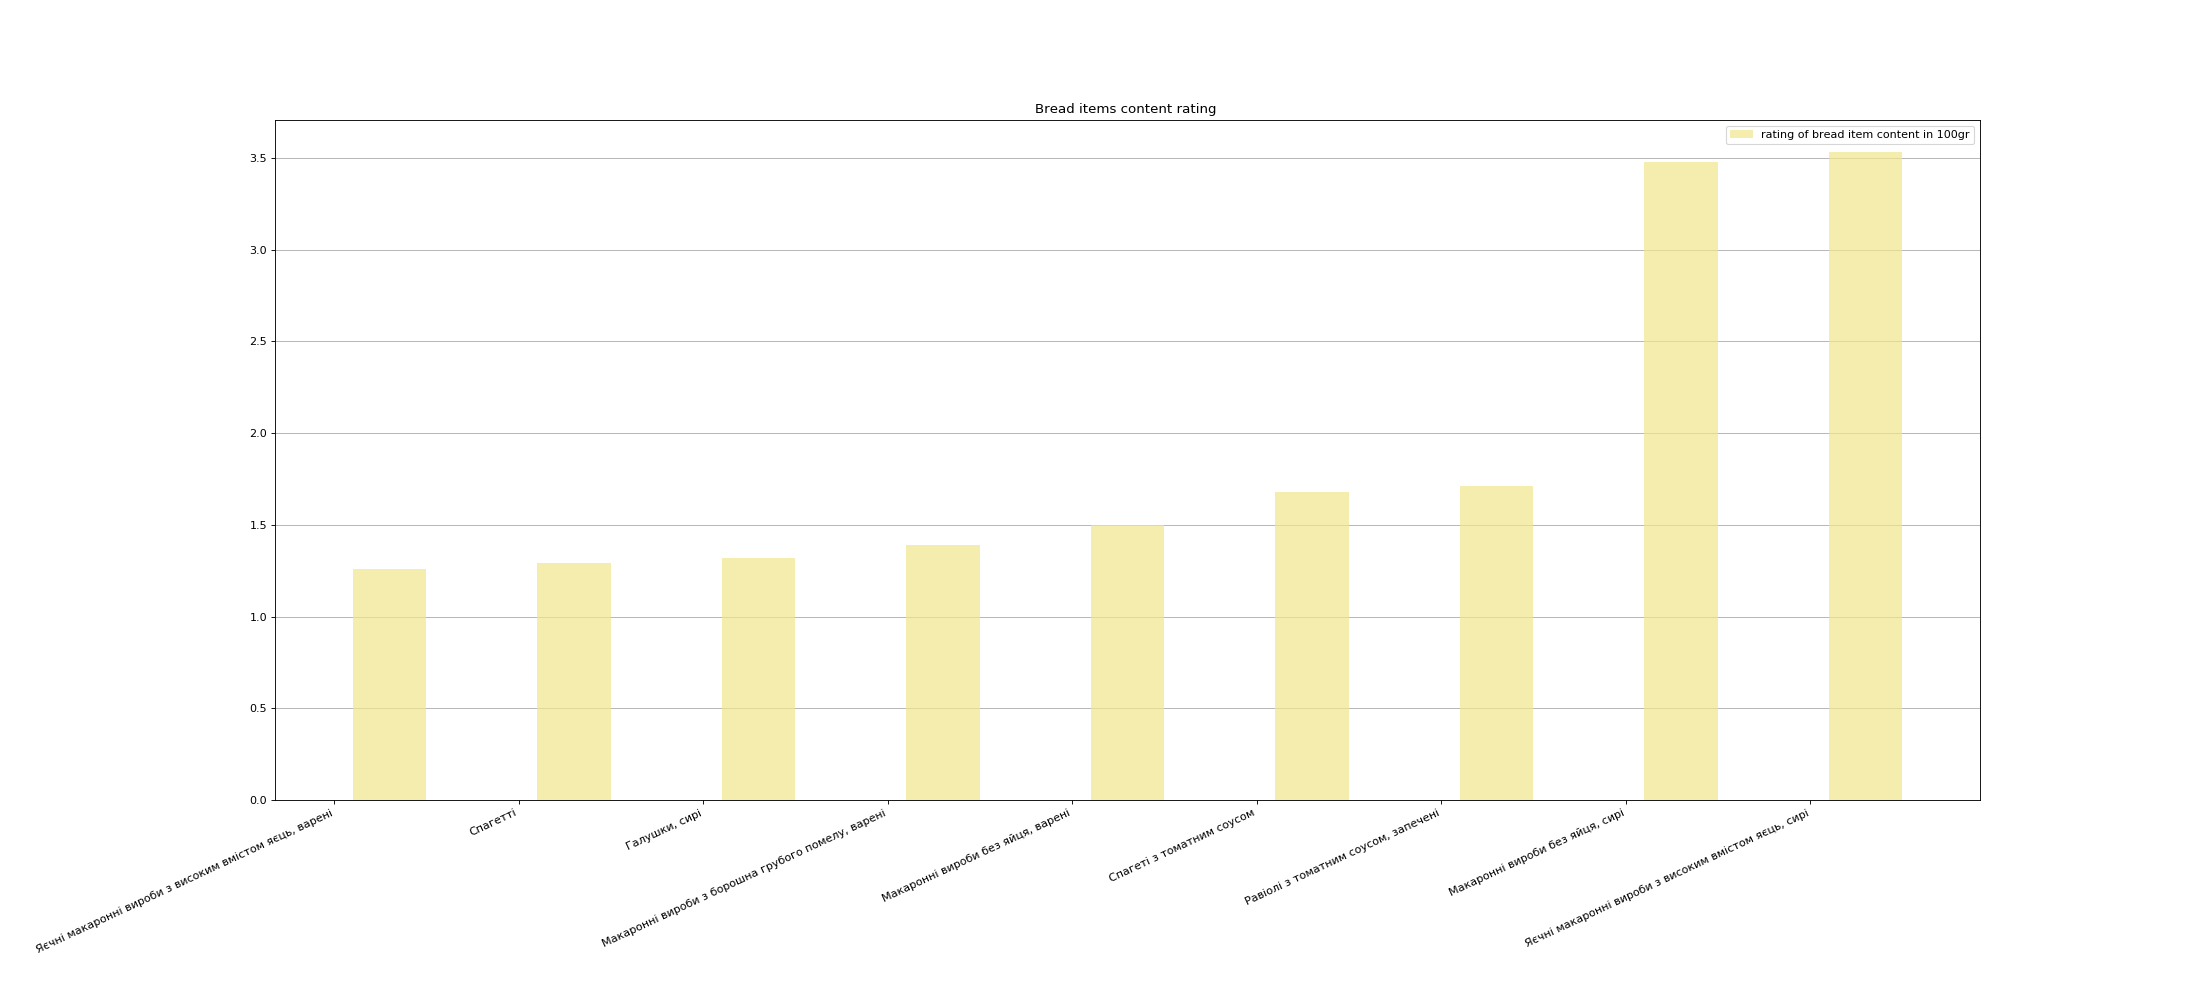 Bread items content rating
rating of bread item content in 100gr
3.5
3.0
2.5
2.0
1.5
1.0
0.5
0.0
Яєчні макаронні вироби з високим вмістом яєць, варені
Спагетті
Галушки, сирі
Макаронні вироби з борошна грубого помелу, варені
Макаронні вироби без яйця, варені
Спагеті з томатним соусом
Равіолі з томатним соусом, запечені
Макаронні вироби без яйця, сирі
Яєчні макаронні вироби з високим вмістом яєць, сирі